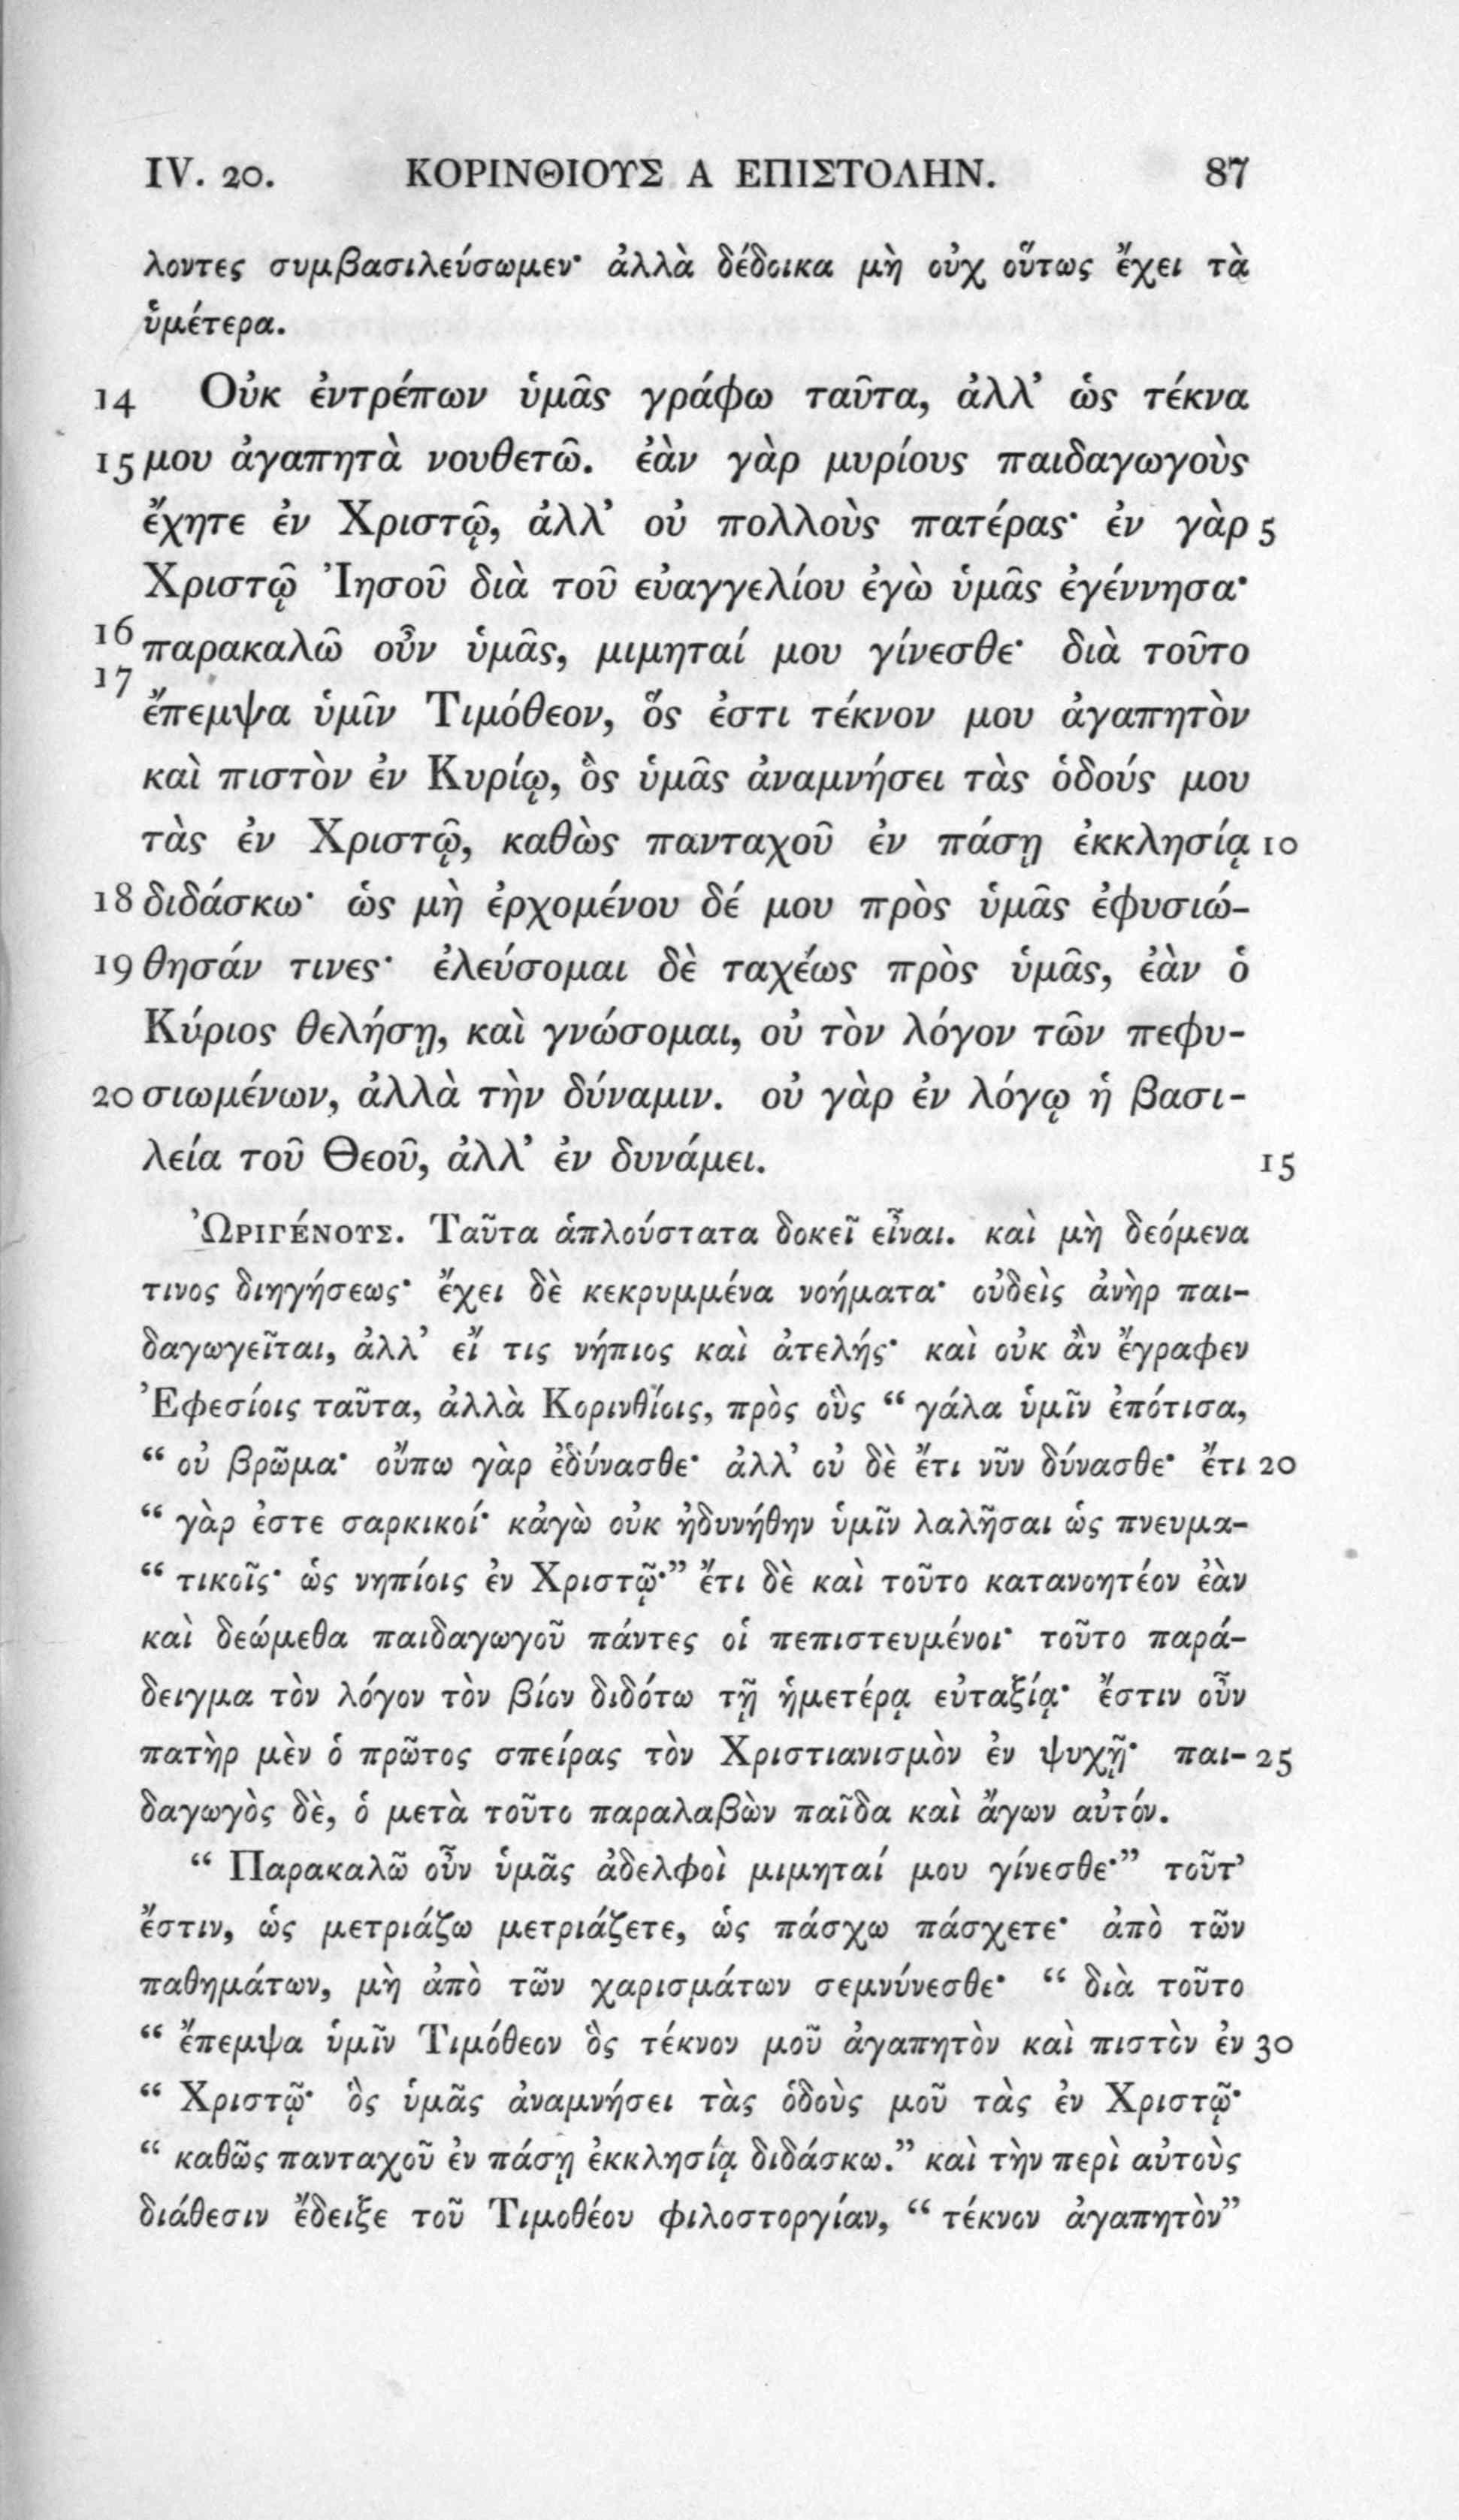 IV. 20. ΚΟΡΙΝΘΙΟΥΣ Α ΕΠΙΣΤΟΛΗΝ. 87
λοντες συμβασιλεύσωμεν· ἀλλὰ δέδοικα μὴ οὐχ οὕτως ἔχει τὰ
ὑμέτερα.
14 Οὐκ ἐντρέπων ὑμᾶς γράφω ταῦτα, ἀλλ’ ὡς τέκνα
15 μου ἀγαπητὰ νουθετῶ. ἐὰν γὰρ μυρίους παιδαγωγοὺς
ἔχητε ἐν Χριστῷ, ἀλλ’ οὐ πολλοὺς πατέρας· ἐν γὰρ 5
Χριστῷ Ἰησοῦ διὰ τοῦ εὐαγγελίου ἐγὼ ὑμᾶς ἐγέννησα·
16 παρακαλῶ οὖν ὑμᾶς, μιμηταί μου γίνεσθε· διὰ τοῦτο
17 ἔπεμψα ὑμῖν Τιμόθεον, ὅς ἐστι τέκνον μου ἀγαπητὸν
καὶ πιστὸν ἐν Κυρίῳ, ὃς ὑμᾶς ἀναμνήσει τὰς ὁδούς μου
τὰς ἐν Χριστῷ, καθὼς πανταχοῦ ἐν πάσῃ ἐκκλησίᾳ 10
18 διδάσκω· ὡς μὴ ἐρχομένου δέ μου πρὸς ὑμᾶς ἐφυσιώ-
19 θησάν τινες· ἐλεύσομαι δὲ ταχέως πρὸς ὑμᾶς, ἐὰν ὁ
Κύριος θελήσῃ, καὶ γνώσομαι, οὐ τὸν λόγον τῶν πεφυ-
20 σιωμένων, ἀλλὰ τὴν δύναμιν. οὐ γὰρ ἐν λόγῳ ἡ βασι-
λεία τοῦ Θεοῦ, ἀλλ’ ἐν δυνάμει. 15
ὨΡΙΓΈΝΟΥΣ. Ταῦτα ἁπλούστατα δοκεῖ εἶναι. καὶ μὴ δεόμενα
τινος διηγήσεως· ἔχει δὲ κεκρυμμένα νοήματα· οὐδεὶς ἀνὴρ παι-
δαγωγεῖται, ἀλλ’ εἴ τις νήπιος καὶ ἀτελής· καὶ οὐκ ἂν ἔγραφεν
Ἐφεσίοις ταῦτα, ἀλλὰ Κορινθίοις, πρὸς οὓς “ γάλα ὑμῖν ἐπότισα,
“ οὐ βρῶμα· οὔπω γὰρ ἐδύνασθε· ἀλλ’ οὐ δὲ ἔτι νῦν δύνασθε· ἔτι 20
“ γὰρ ἐστε σαρκικοί· κἀγὼ οὐκ ἠδυνήθην ὑμῖν λαλῆσαι ὡς πνευμα-
“ τικοῖς· ὡς νηπίοις ἐν Χριστῷ·” ἔτι δὲ καὶ τοῦτο κατανοητέον ἐὰν
καὶ δεώμεθα παιδαγωγοῦ πάντες οἱ πεπιστευμένοι· τοῦτο παρά-
δειγμα τὸν λόγον τὸν βίον διδότω τῇ ἡμετέρᾳ εὐταξίᾳ· ἔστιν οὖν
πατὴρ μὲν ὁ πρῶτος σπείρας τὸν Χριστιανισμὸν ἐν ψυχῇ· παι- 25
δαγωγὸς δὲ, ὁ μετὰ τοῦτο παραλαβὼν παῖδα καὶ ἄγων αὐτόν.
“ Παρακαλῶ οὖν ὑμᾶς ἀδελφοὶ μιμηταί μου γίνεσθε·” τοῦτ’
ἔστιν, ὡς μετριάζω μετριάζετε, ὡς πάσχω πάσχετε· ἀπὸ τῶν
παθημάτων, μὴ ἀπὸ τῶν χαρισμάτων σεμνύνεσθε· “ διὰ τοῦτο
“ ἔπεμψα ὑμῖν Τιμόθεον ὃς τέκνον μοῦ ἀγαπητὸν καὶ πιστὸν ἐν 30
“ Χριστῷ· ὃς ὑμᾶς ἀναμνήσει τὰς ὁδοὺς μοῦ τὰς ἐν Χριστῷ·
“ καθῶς πανταχοῦ ἐν πάσῃ ἐκκλησίᾳ διδάσκω.” καὶ τὴν περὶ αὐτοὺς
διάθεσιν ἔδειξε τοῦ Τιμοθέου φιλοστοργίαν, “ τέκνον ἀγαπητὸν”